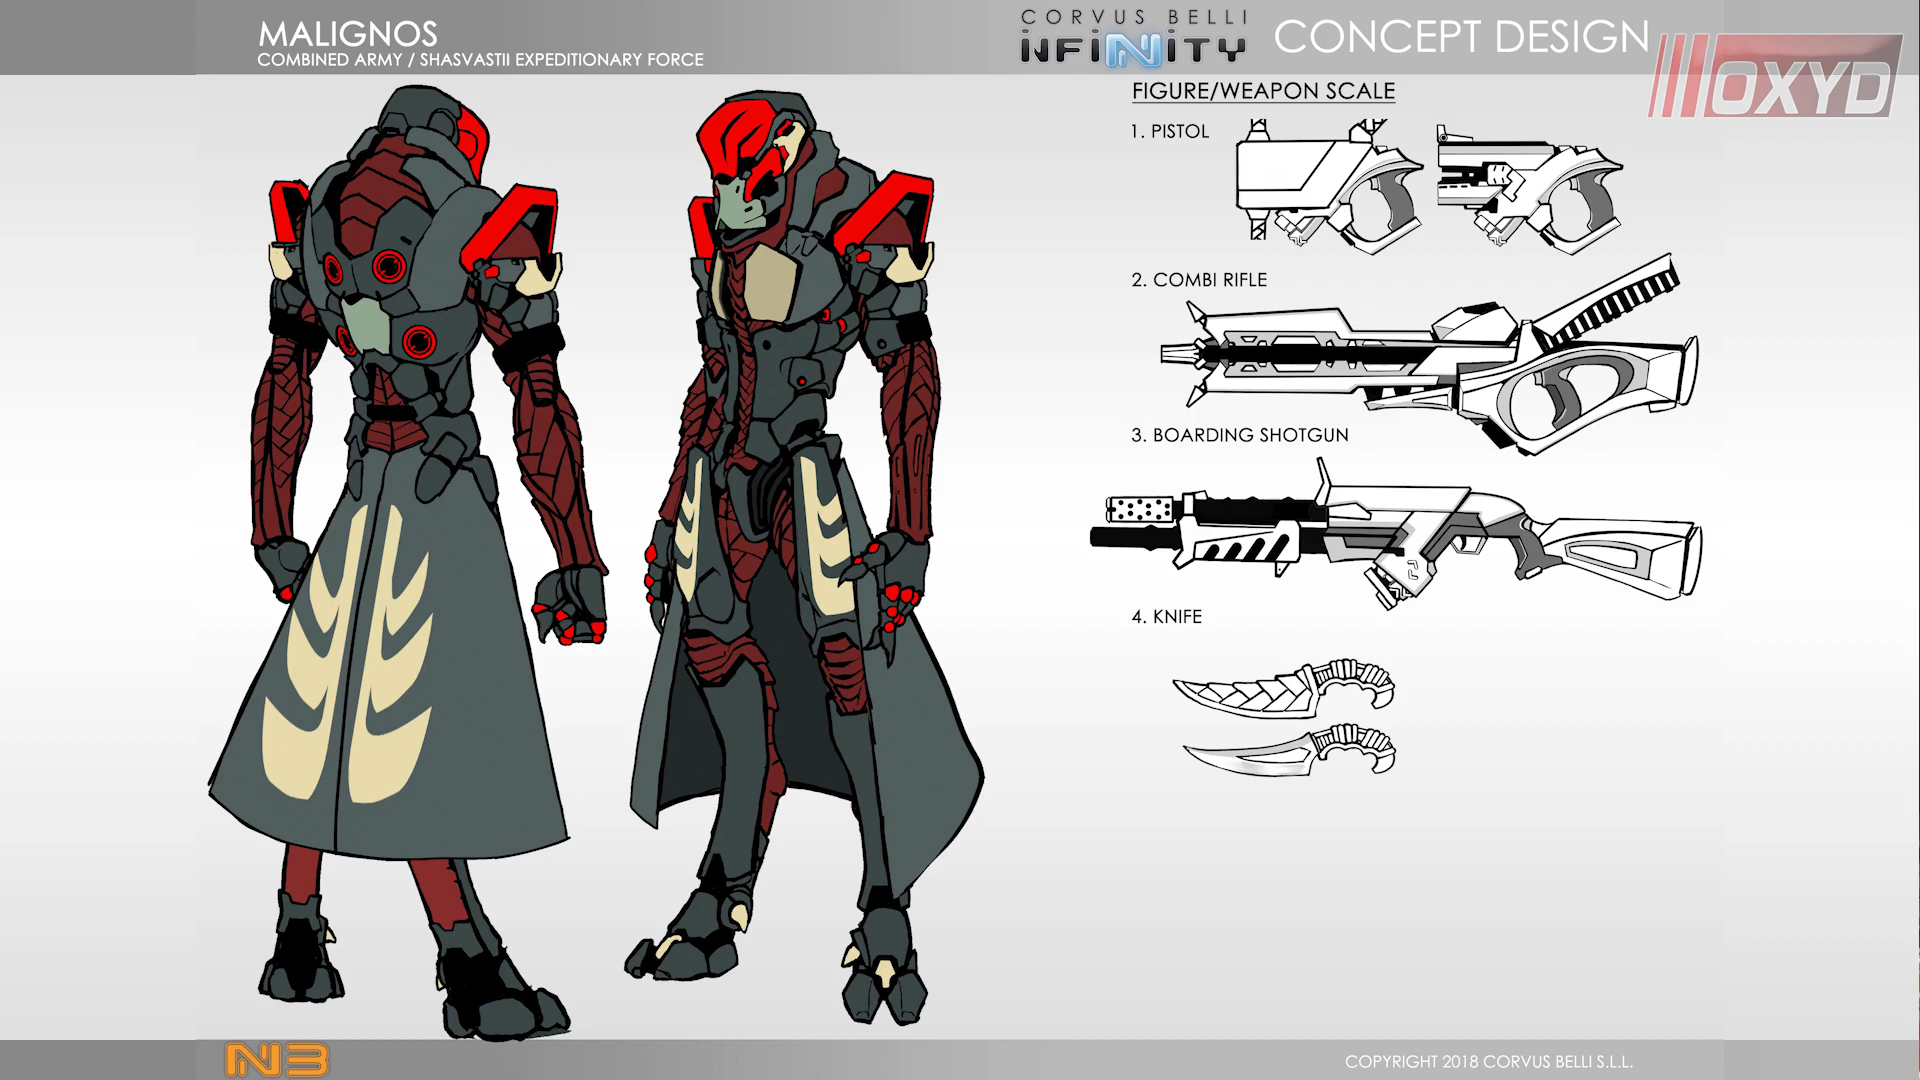 MALIGNOS
COMBINED ARMY / SHASVASTII EXPEDITIONARY FORCE
CORVUS BELLI
iNFiNiTY
CONCEPT DESIGN
OXYD
FIGURE/WEAPON SCALE
1. PISTOL
2. COMBI RIFLE
3. BOARDING SHOTGUN
4. KNIFE
N3
COPYRIGHT 2018 CORVUS BELLI S.L.L.